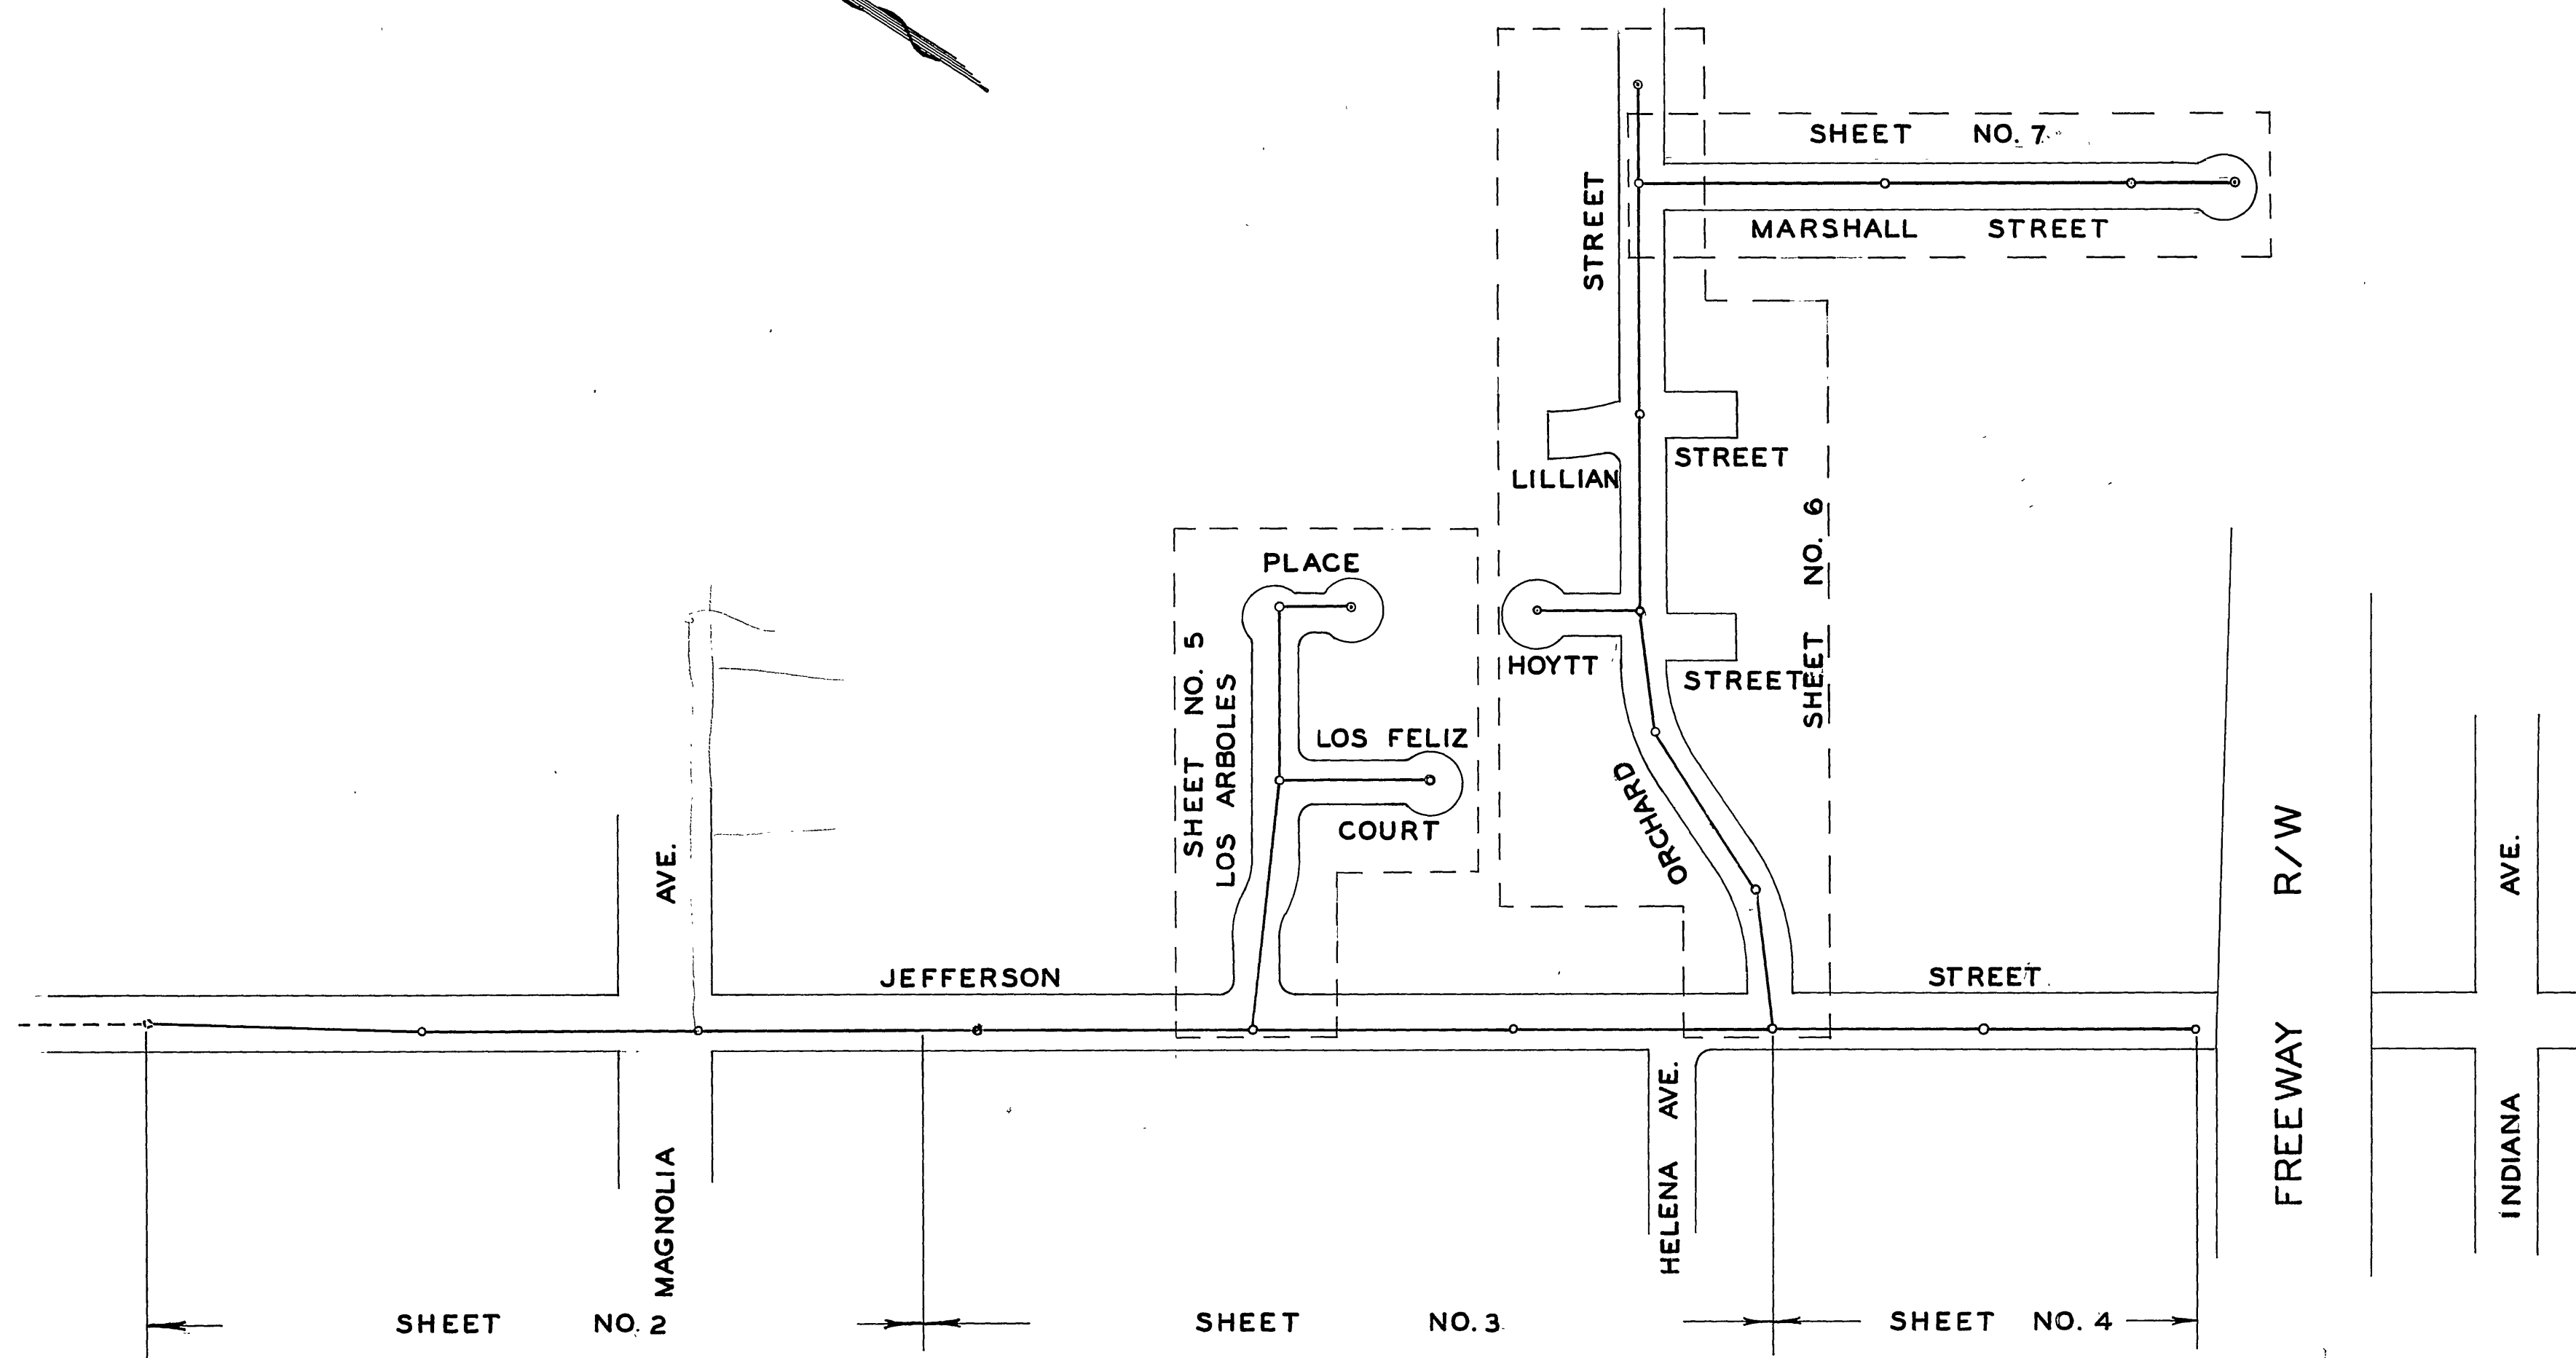 SHEET NO. 7
MARSHALL STREET
STREET
ORCHARD
LILLIAN STREET
HOYTT STREET
SHEET NO. 6
PLACE
SHEET NO. 5
LOS ARBOLES
LOS FELIZ
COURT
AVE.
MAGNOLIA
JEFFERSON STREET
HELENA AVE.
FREEWAY R/W
INDIANA AVE.
SHEET NO. 2
SHEET NO. 3
SHEET NO. 4